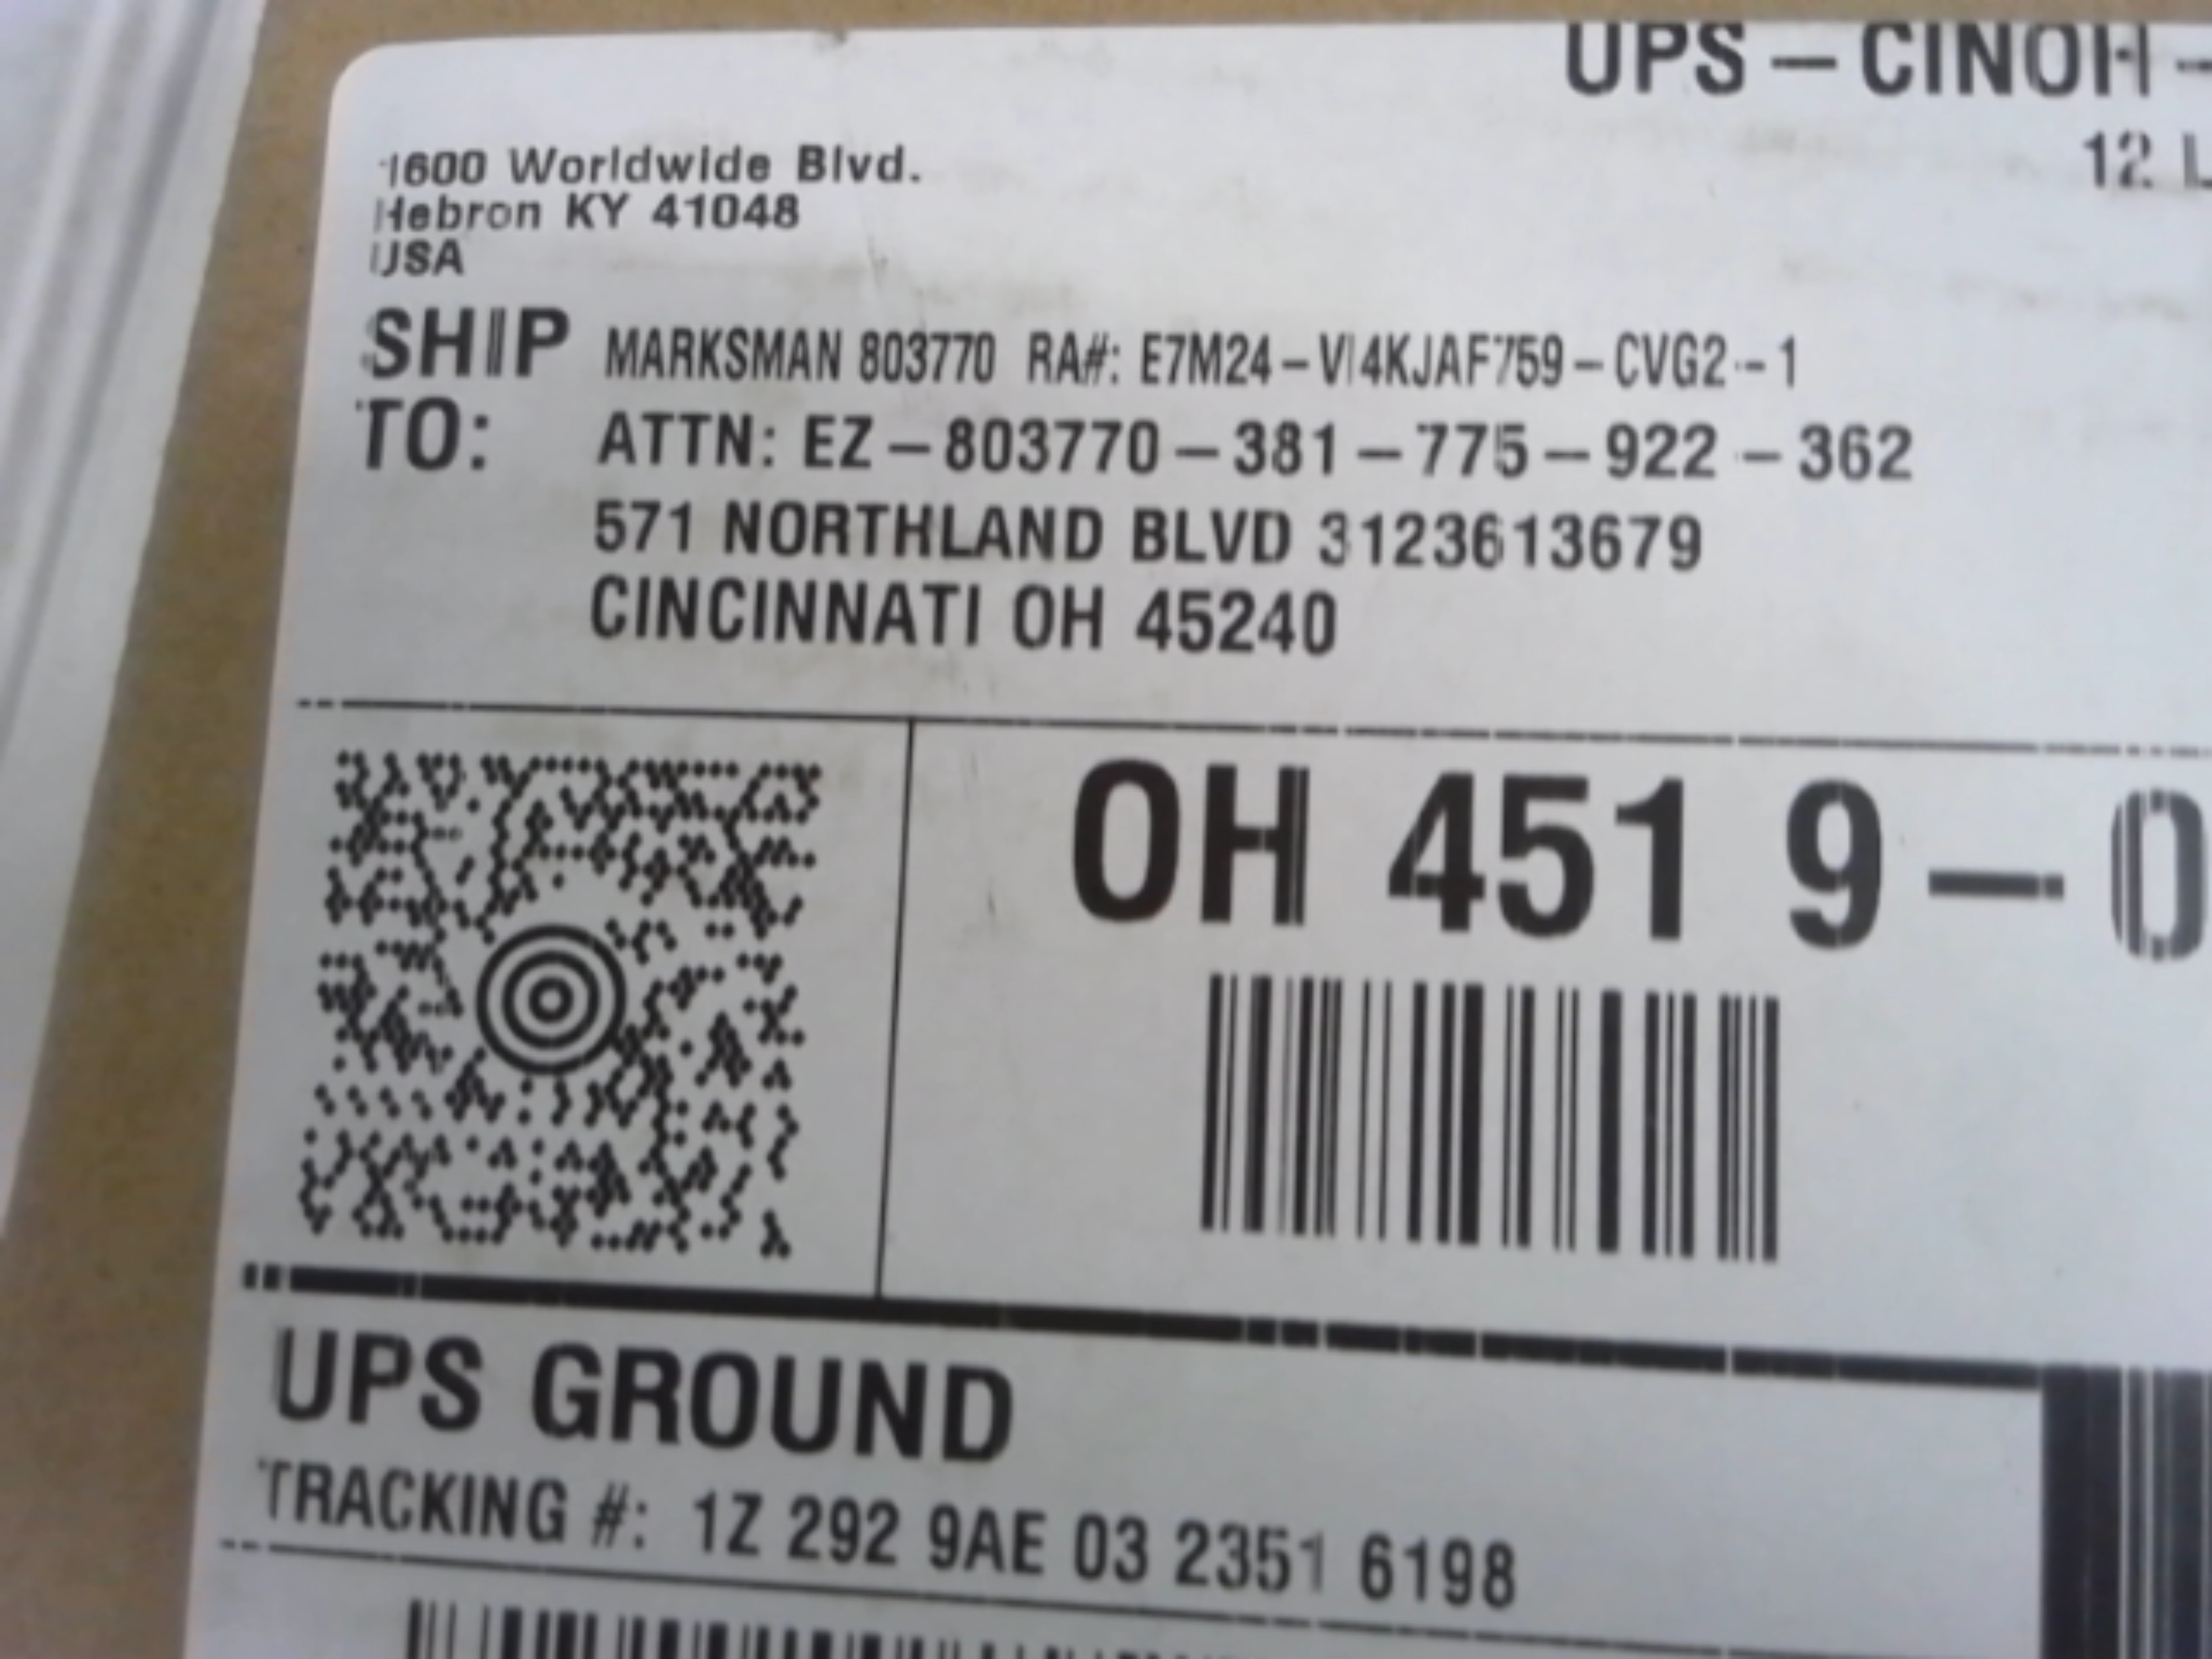 UPS – CINOH –
12 L
1600 Worldwide Blvd.
Hebron KY 41048
USA
SHIP TO:
MARKSMAN 803770 RA#: E7M24–VI4KJAF759–CVG2–1
ATTN: EZ–803770–381–775–922–362
571 NORTHLAND BLVD 3123613679
CINCINNATI OH 45240
OH 451 9–0
UPS GROUND
TRACKING #: 1Z 292 9AE 03 2351 6198